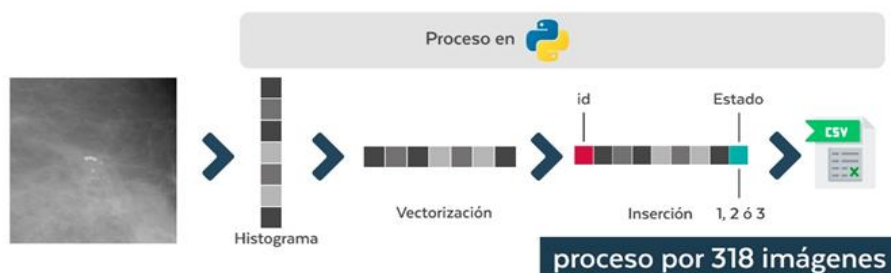 Proceso en
id
Estado
CSV
Histograma
Vectorización
Inserción
1, 2 ó 3
proceso por 318 imágenes